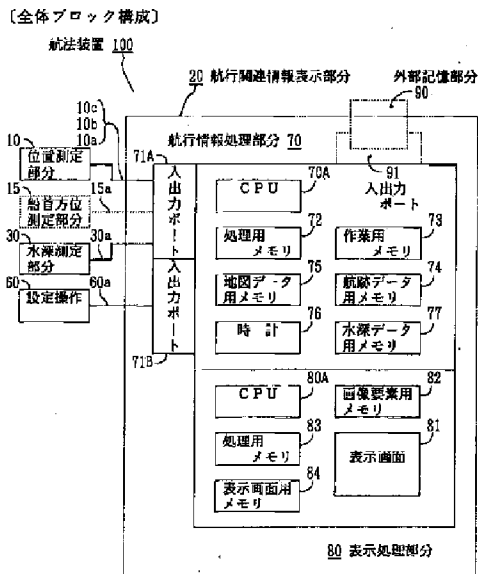 〔全体ブロック構成〕
航法装置 100
20 航行関連情報表示部分
外部記憶部分
90
10c
10b
10a
航行情報処理部分 70
10
位置測定
部分
71A
91
入出力
ポート
15
船首方位
測定部分
15a
入出力ポート
70A
CPU
30
水深測定
部分
30a
72
処理用
メモリ
73
作業用
メモリ
60
設定操作
60a
入出力ポート
71B
75
地図データ
用メモリ
74
航跡データ
用メモリ
76
時計
77
水深データ
用メモリ
80A
CPU
82
画像要素用
メモリ
83
処理用
メモリ
81
表示画面
84
表示画面用
メモリ
80 表示処理部分